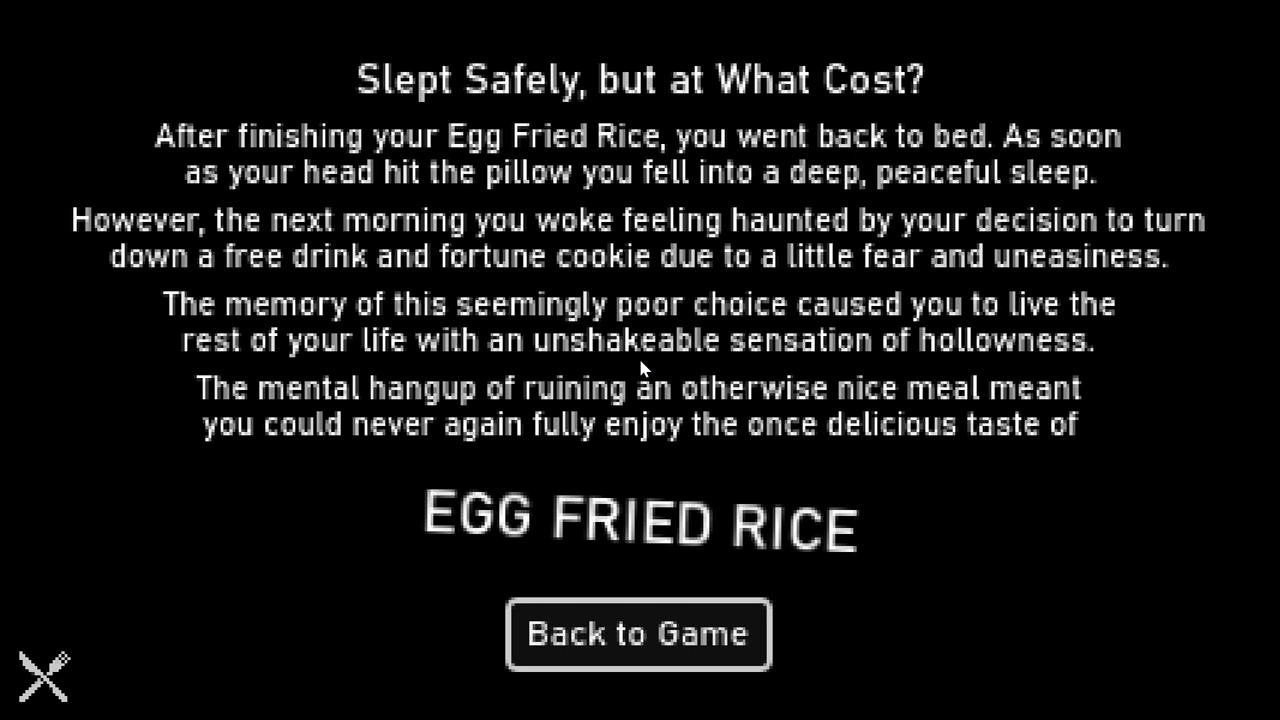 Slept Safely, but at What Cost?
After finishing your Egg Fried Rice, you went back to bed. As soon
as your head hit the pillow you fell into a deep, peaceful sleep.
However, the next morning you woke feeling haunted by your decision to turn
down a free drink and fortune cookie due to a little fear and uneasiness.
The memory of this seemingly poor choice caused you to live the
rest of your life with an unshakeable sensation of hollowness.
The mental hangup of ruining an otherwise nice meal meant
you could never again fully enjoy the once delicious taste of
EGG FRIED RICE
Back to Game